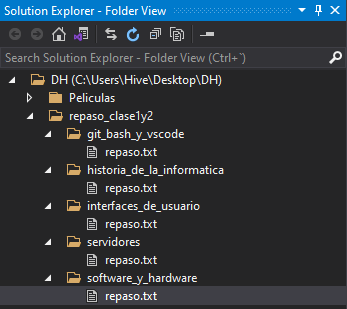 Solution Explorer - Folder View
Search Solution Explorer - Folder View (Ctrl+`)
DH (C:\Users\Hive\Desktop\DH)
Peliculas
repaso_clase1y2
git_bash_y_vscode
repaso.txt
historia_de_la_informatica
repaso.txt
interfaces_de_usuario
repaso.txt
servidores
repaso.txt
software_y_hardware
repaso.txt